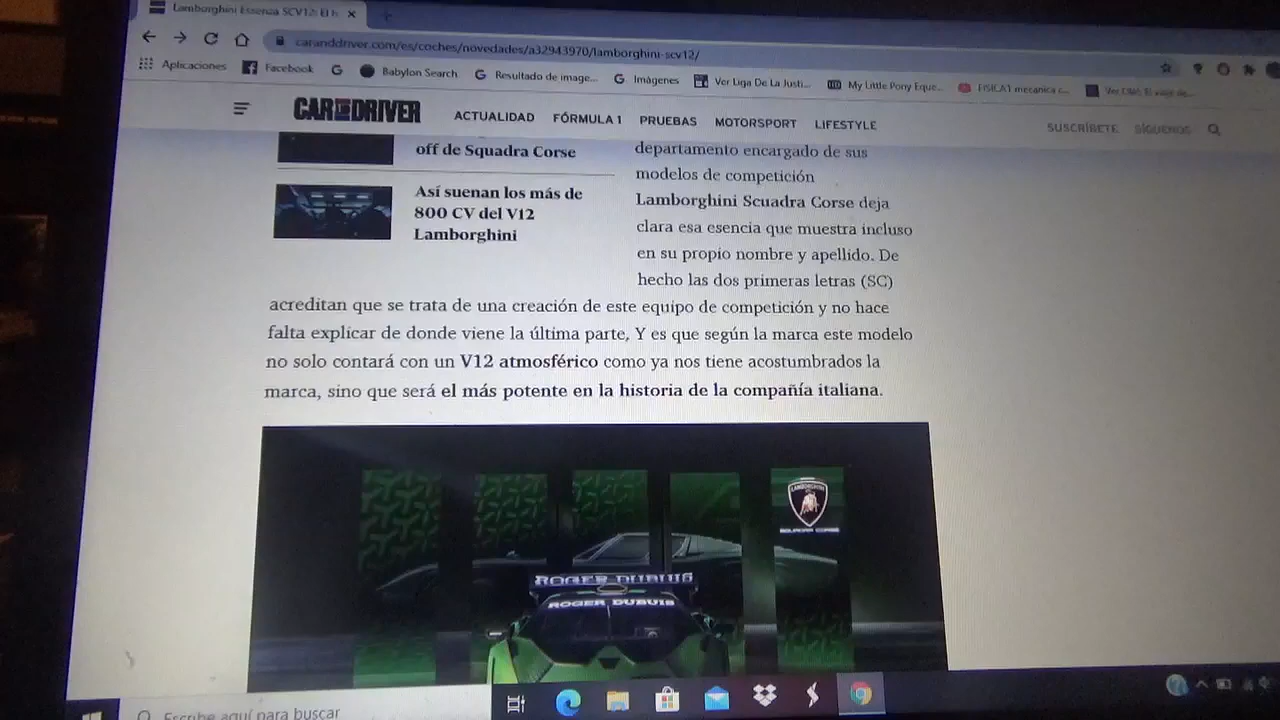 Lamborghini Essenza SCV12: El h
caranddriver.com/es/coches/novedades/a32943970/lamborghini-scv12/
Aplicaciones Facebook Babylon Search Resultado de image... Imágenes Ver Liga De La Justi... My Little Pony Eque... FISICA1 mecanica c...
CAR AND DRIVER ACTUALIDAD FÓRMULA 1 PRUEBAS MOTORSPORT LIFESTYLE SUSCRÍBETE SÍGUENOS
off de Squadra Corse
Así suenan los más de
800 CV del V12
Lamborghini
departamento encargado de sus
modelos de competición
Lamborghini Scuadra Corse deja
clara esa esencia que muestra incluso
en su propio nombre y apellido. De
hecho las dos primeras letras (SC)
acreditan que se trata de una creación de este equipo de competición y no hace
falta explicar de donde viene la última parte, Y es que según la marca este modelo
no solo contará con un V12 atmosférico como ya nos tiene acostumbrados la
marca, sino que será el más potente en la historia de la compañía italiana.
LAMBORGHINI
SQUADRA CORSE
ROGER DUBUIS
ROGER DUBUIS
Escribe aquí para buscar